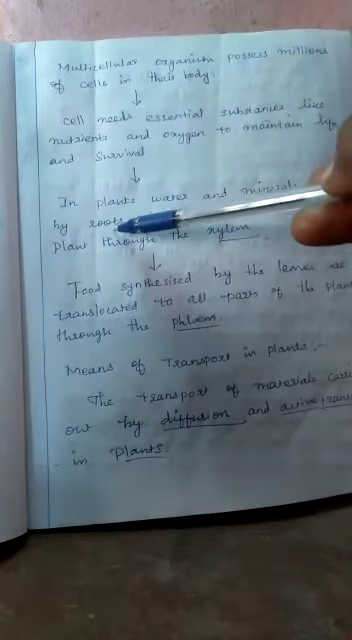 Multicellular organism possess millions
of cells in their body
cell needs essential substances like
nutrients and oxygen to maintain life
and survival.
In plants water and minerals
by roots
plant through the xylem
Food synthesised by the leaves are
translocated to all parts of the plant
through the phloem.
Means of Transport in plants:-
The transport of materials
out by diffusion and active
in plants.